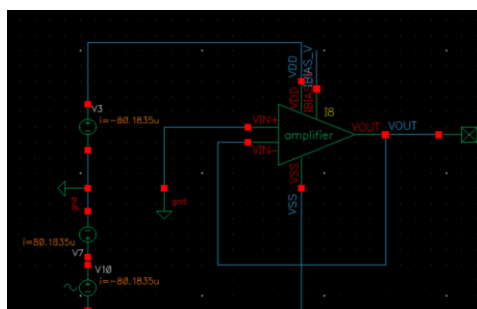 VDD
IBIAS_V
V3
i=-80.1835u
VDD
I8
VIN+
amplifier
VOUT
VOUT
VIN-
VSS
gnd
gnd
VSS
i=80.1835u
V7
V10
i=-80.1835u